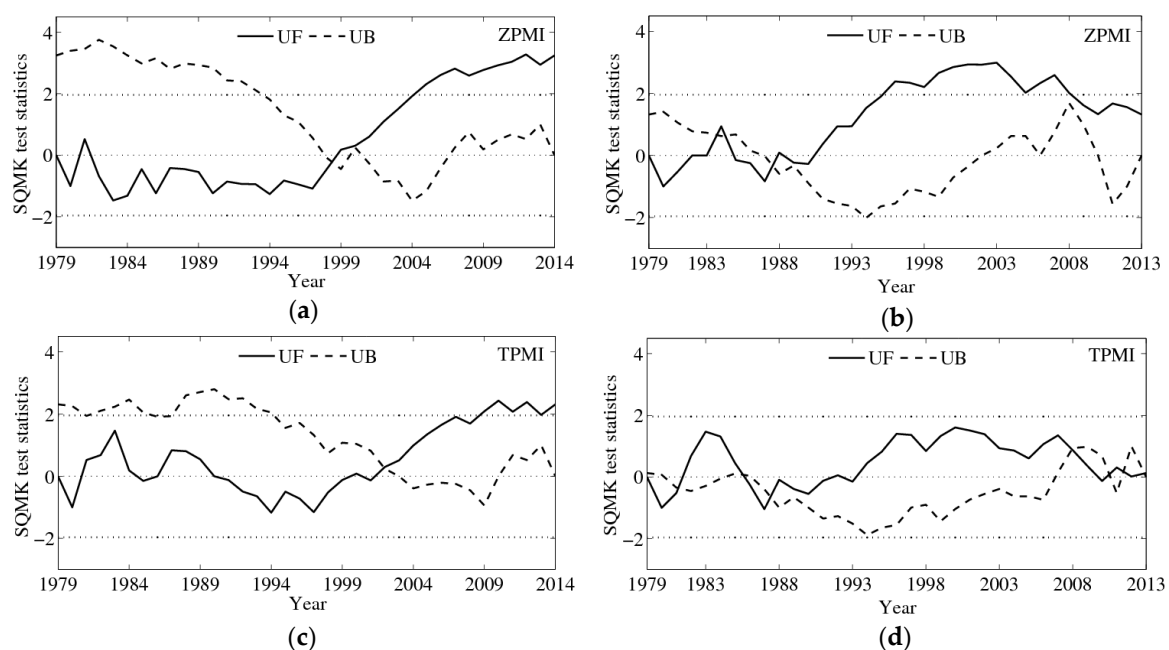 4
UF UB ZPMI
2
0
−2
SQMK test statistics
1979 1984 1989 1994 1999 2004 2009 2014
Year
(a)
4
UF UB ZPMI
2
0
−2
SQMK test statistics
1979 1983 1988 1993 1998 2003 2008 2013
Year
(b)
4
UF UB TPMI
2
0
−2
SQMK test statistics
1979 1984 1989 1994 1999 2004 2009 2014
Year
(c)
4
UF UB TPMI
2
0
−2
SQMK test statistics
1979 1983 1988 1993 1998 2003 2008 2013
Year
(d)